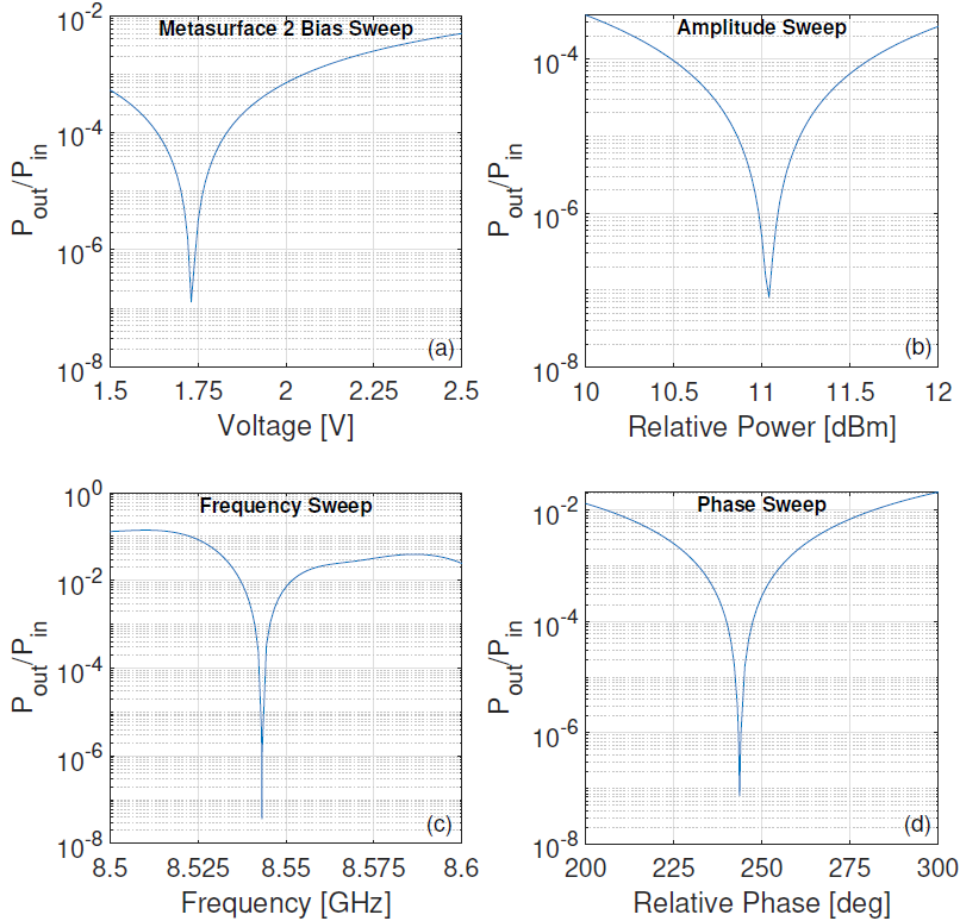 Metasurface 2 Bias Sweep
P_out/P_in
10^-2
10^-4
10^-6
10^-8
(a)
1.5 1.75 2 2.25 2.5
Voltage [V]
Amplitude Sweep
P_out/P_in
10^-4
10^-6
10^-8
(b)
10 10.5 11 11.5 12
Relative Power [dBm]
Frequency Sweep
P_out/P_in
10^0
10^-2
10^-4
10^-6
10^-8
(c)
8.5 8.525 8.55 8.575 8.6
Frequency [GHz]
Phase Sweep
P_out/P_in
10^-2
10^-4
10^-6
10^-8
(d)
200 225 250 275 300
Relative Phase [deg]